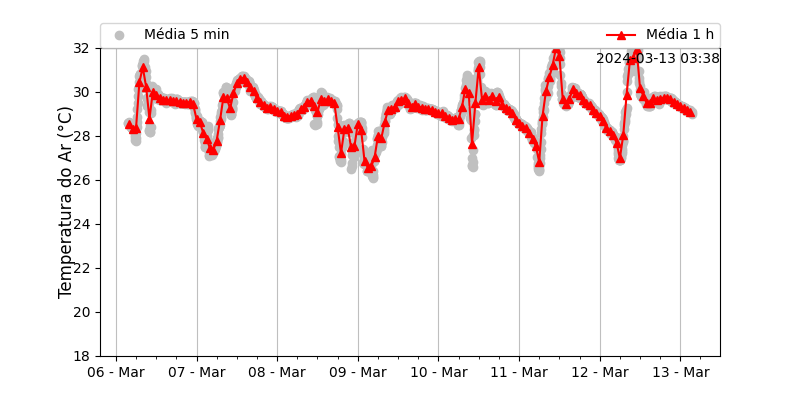 Média 5 min
Média 1 h
2024-03-13 03:38
Temperatura do Ar (°C)
32
30
28
26
24
22
20
18
06 - Mar
07 - Mar
08 - Mar
09 - Mar
10 - Mar
11 - Mar
12 - Mar
13 - Mar